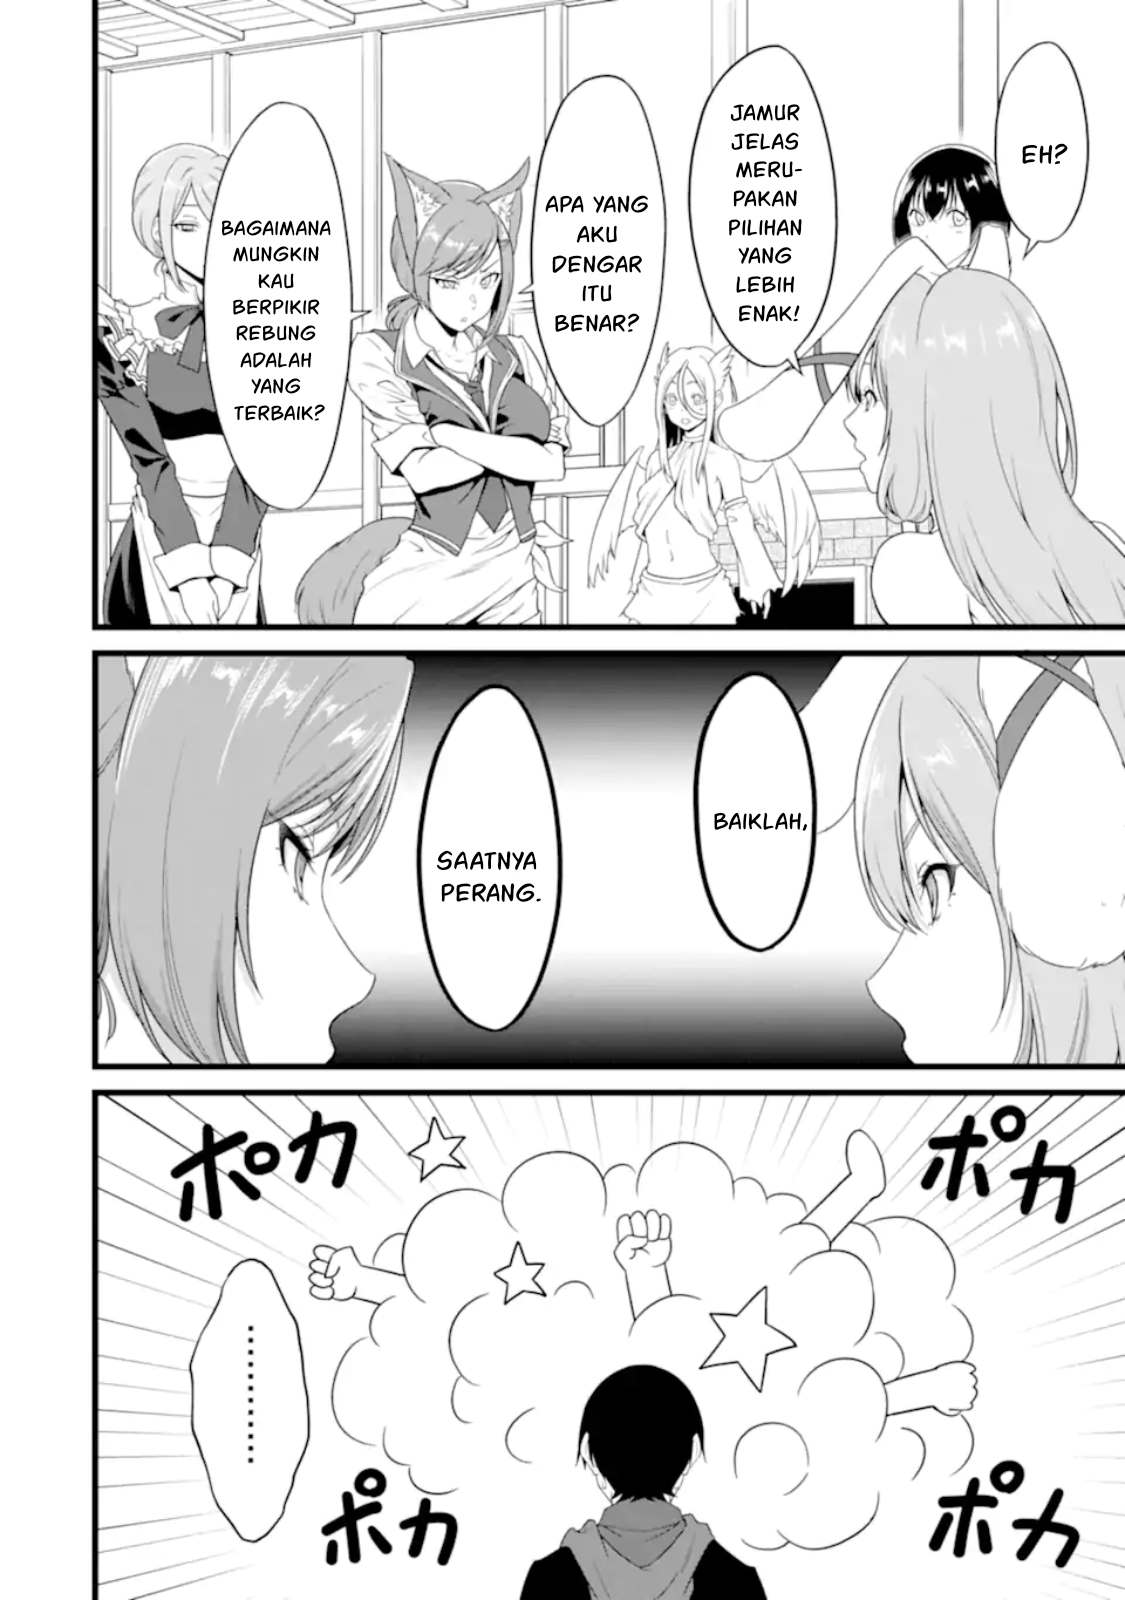 EH?
JAMUR
JELAS
MERU-
PAKAN
PILIHAN
YANG
LEBIH
ENAK!
APA YANG
AKU
DENGAR
ITU
BENAR?
BAGAIMANA
MUNGKIN
KAU
BERPIKIR
REBUNG
ADALAH
YANG
TERBAIK?
BAIKLAH,
SAATNYA
PERANG.
ポカ
ポカ
ポカ
ポカ
…………